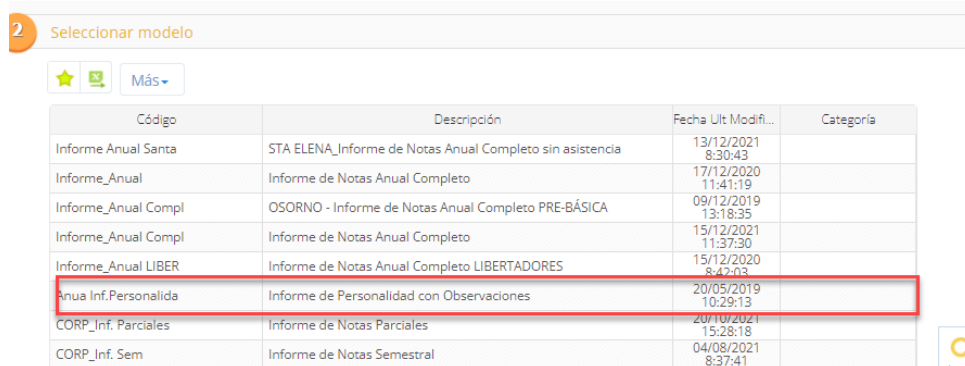 2 Seleccionar modelo
Más
Código Descripción Fecha Ult Modifi... Categoría
Informe Anual Santa STA ELENA_Informe de Notas Anual Completo sin asistencia 13/12/2021 8:30:43
Informe_Anual Informe de Notas Anual Completo 17/12/2020 11:41:19
Informe_Anual Compl OSORNO - Informe de Notas Anual Completo PRE-BÁSICA 09/12/2019 13:18:35
Informe_Anual Compl Informe de Notas Anual Completo 15/12/2021 11:37:30
Informe_Anual LIBER Informe de Notas Anual Completo LIBERTADORES 15/12/2020 8:42:03
Anua Inf.Personalida Informe de Personalidad con Observaciones 20/05/2019 10:29:13
CORP_Inf. Parciales Informe de Notas Parciales 20/10/2021 15:28:18
CORP_Inf. Sem Informe de Notas Semestral 04/08/2021 8:37:41